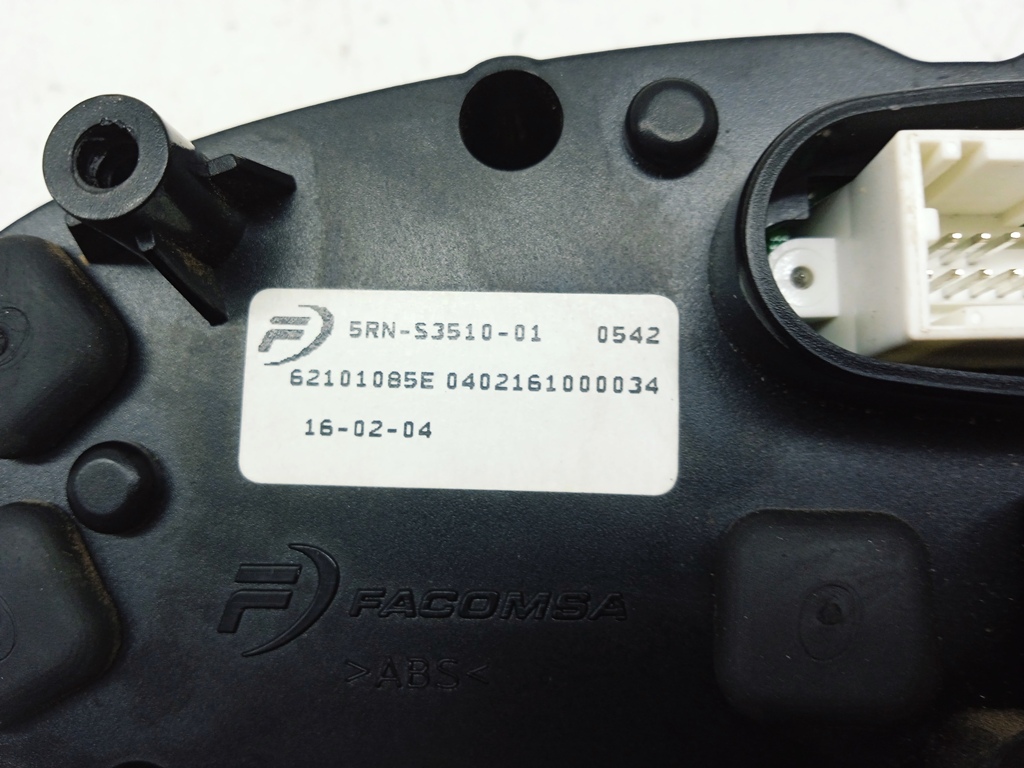 5RN-S3510-01 0542
62101085E 0402161000034
16-02-04
FACOMSA
>ABS<